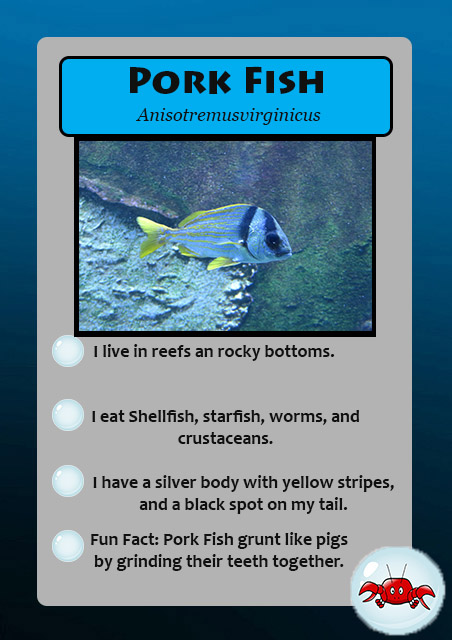 Pork Fish
Anisotremusvirginicus
I live in reefs an rocky bottoms.
I eat Shellfish, starfish, worms, and
crustaceans.
I have a silver body with yellow stripes,
and a black spot on my tail.
Fun Fact: Pork Fish grunt like pigs
by grinding their teeth together.